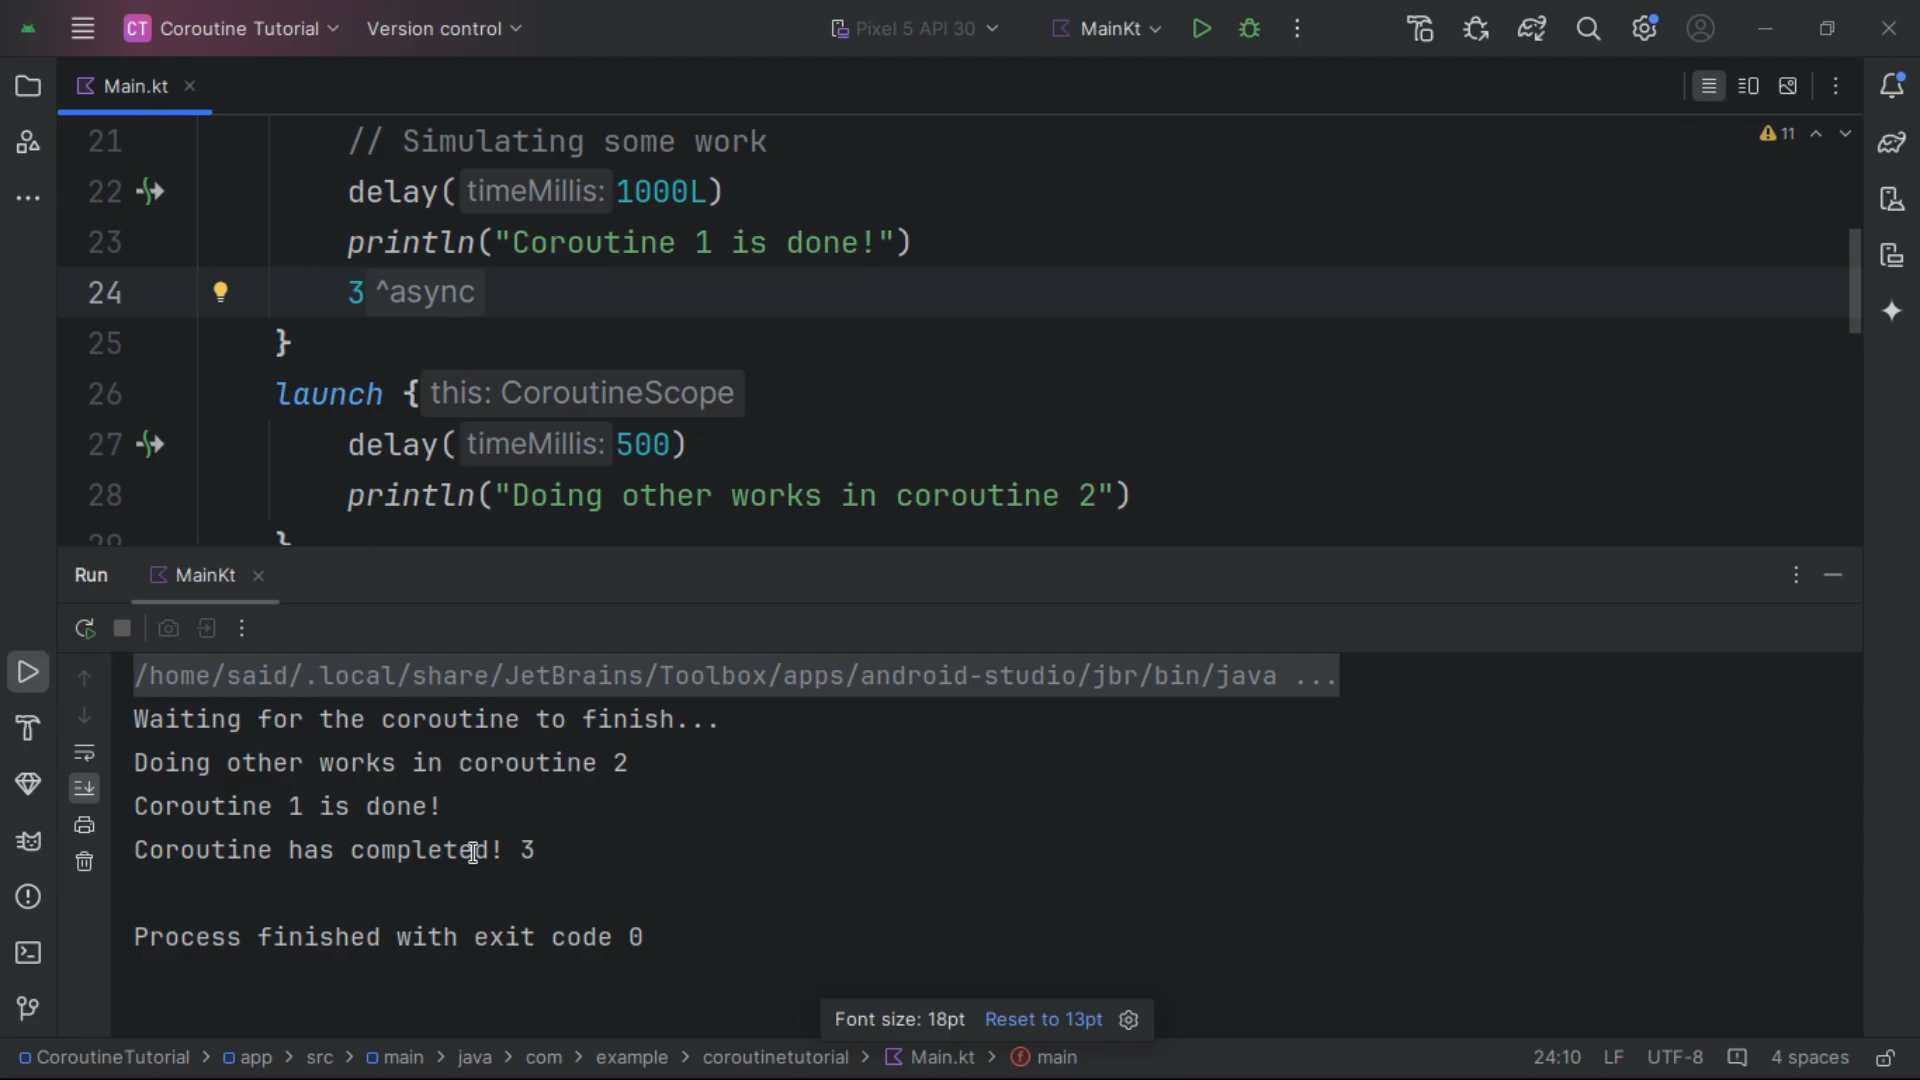 CT Coroutine Tutorial Version control Pixel 5 API 30 MainKt
Main.kt
11
21 // Simulating some work
22 delay( timeMillis: 1000L)
23 println("Coroutine 1 is done!")
24 3 ^async
25 }
26 launch { this: CoroutineScope
27 delay( timeMillis: 500)
28 println("Doing other works in coroutine 2")
29 }
Run MainKt
/home/said/.local/share/JetBrains/Toolbox/apps/android-studio/jbr/bin/java ...
Waiting for the coroutine to finish...
Doing other works in coroutine 2
Coroutine 1 is done!
Coroutine has completed! 3
Process finished with exit code 0
Font size: 18pt Reset to 13pt
CoroutineTutorial > app > src > main > java > com > example > coroutinetutorial > Main.kt > f main 24:10 LF UTF-8 4 spaces